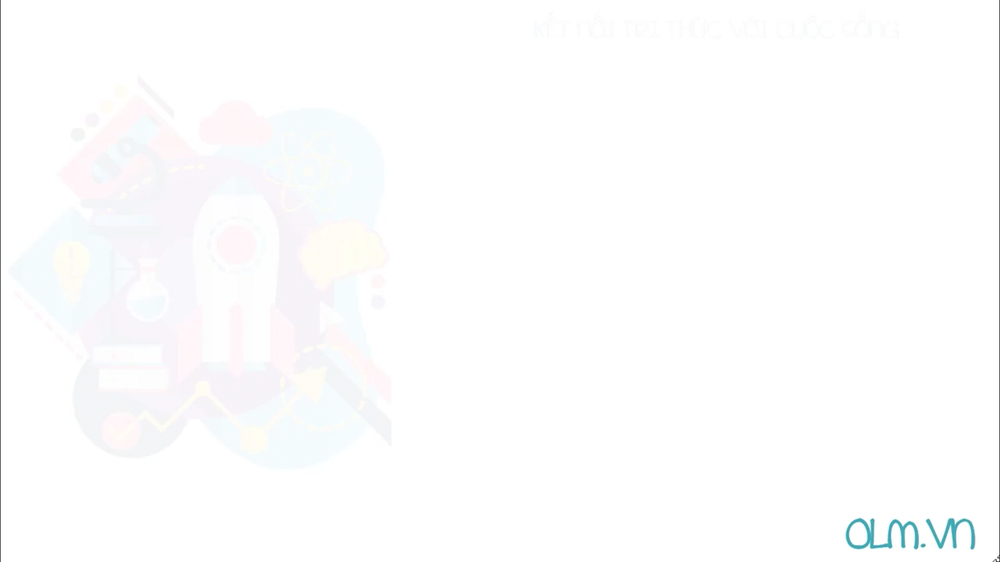 KẾT NỐI TRI THỨC VỚI CUỘC SỐNG
OLM.VN